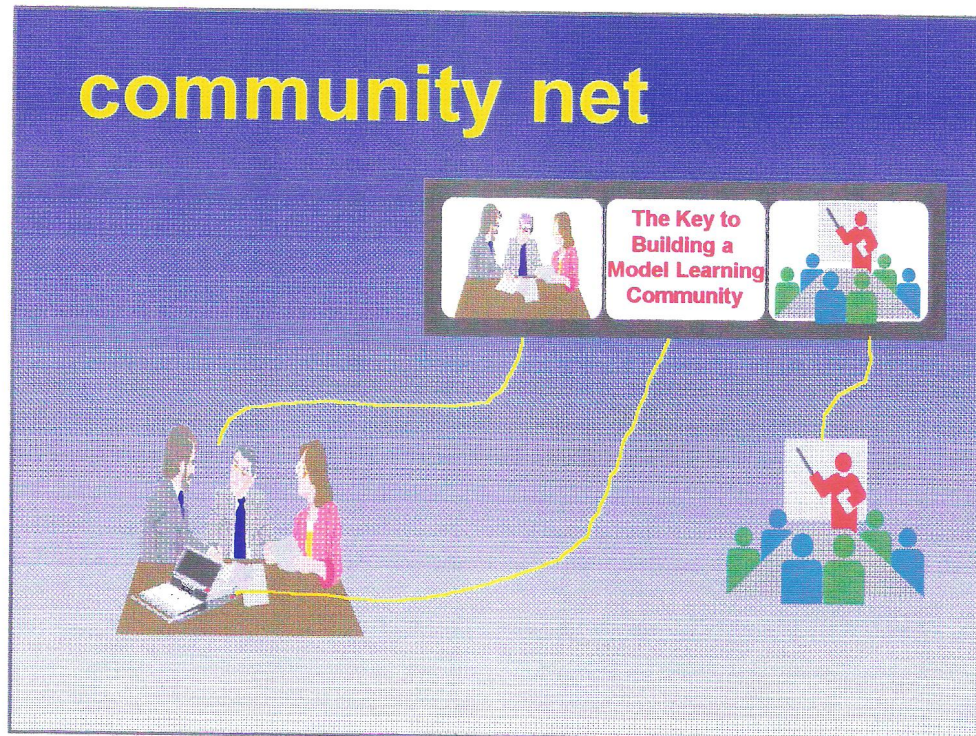 community net
The Key to
Building a
Model Learning
Community